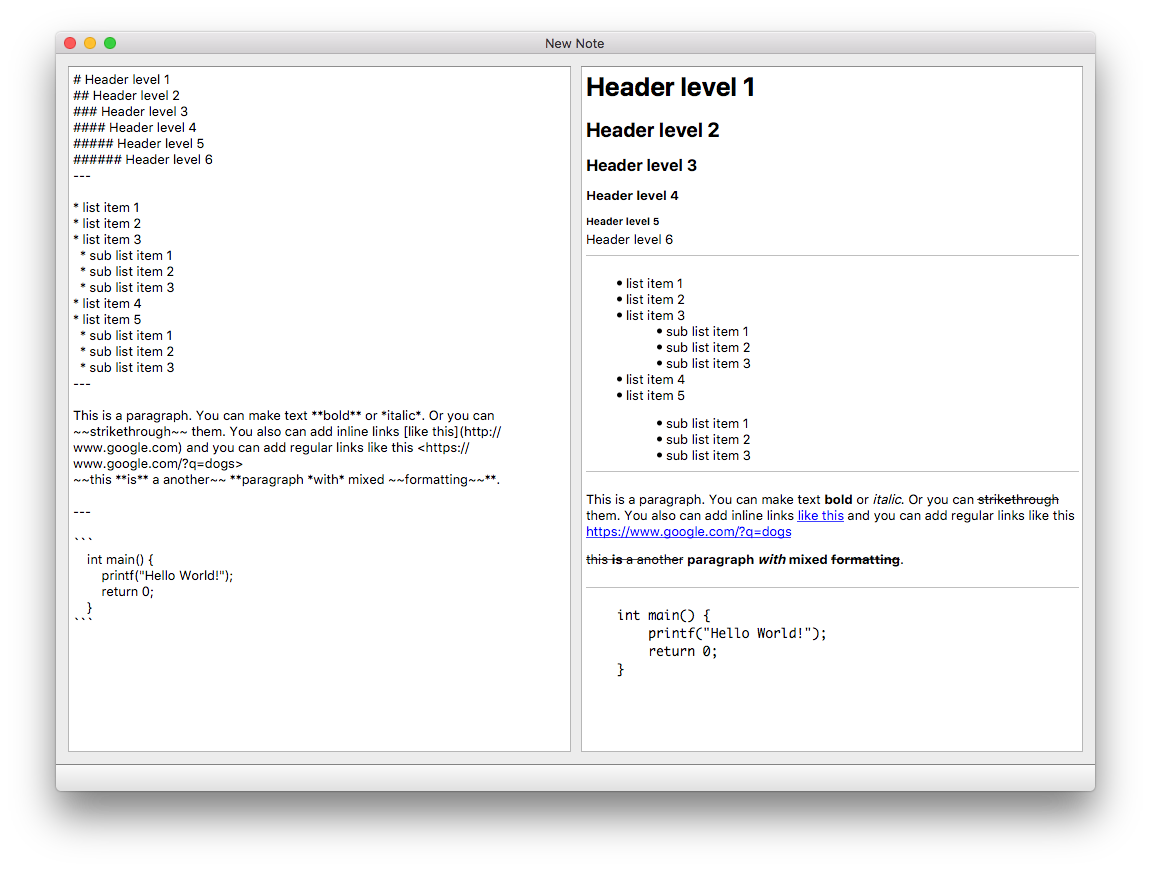 New Note
# Header level 1
## Header level 2
### Header level 3
#### Header level 4
##### Header level 5
###### Header level 6
---
* list item 1
* list item 2
* list item 3
  * sub list item 1
  * sub list item 2
  * sub list item 3
* list item 4
* list item 5
  * sub list item 1
  * sub list item 2
  * sub list item 3
---
This is a paragraph. You can make text **bold** or *italic*. Or you can
~~strikethrough~~ them. You also can add inline links [like this](http://
www.google.com) and you can add regular links like this <https://
www.google.com/?q=dogs>
~~this **is** a another~~ **paragraph *with* mixed ~~formatting~~**.
---
```
    int main() {
        printf("Hello World!");
        return 0;
    }
```
Header level 1
Header level 2
Header level 3
Header level 4
Header level 5
Header level 6
• list item 1
• list item 2
• list item 3
    • sub list item 1
    • sub list item 2
    • sub list item 3
• list item 4
• list item 5
    • sub list item 1
    • sub list item 2
    • sub list item 3
This is a paragraph. You can make text bold or italic. Or you can strikethrough
them. You also can add inline links like this and you can add regular links like this
https://www.google.com/?q=dogs
this is a another paragraph with mixed formatting.
int main() {
    printf("Hello World!");
    return 0;
}